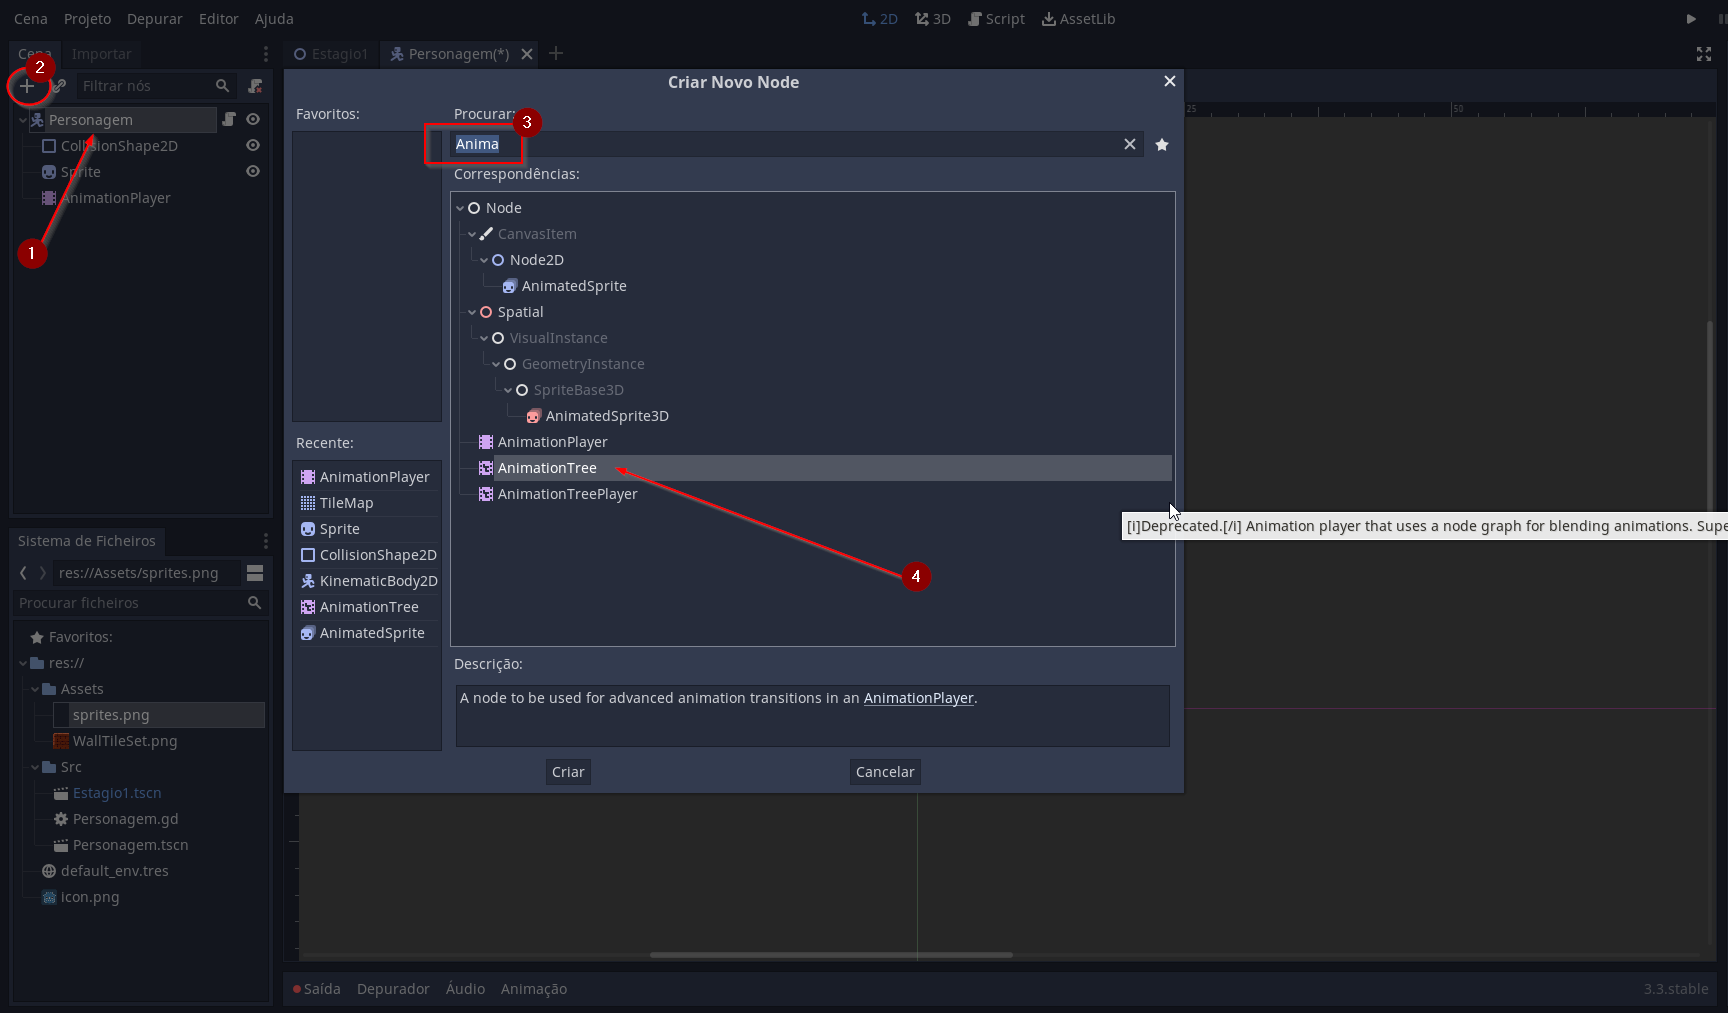 Cena Projeto Depurar Editor Ajuda
2D 3D Script AssetLib
Cena Importar
2
Filtrar nós
Personagem
CollisionShape2D
Sprite
AnimationPlayer
1
Estagio1 Personagem(*)
Criar Novo Node
Favoritos:
Procurar:
3
Anima
Correspondências:
Node
CanvasItem
Node2D
AnimatedSprite
Spatial
VisualInstance
GeometryInstance
SpriteBase3D
AnimatedSprite3D
AnimationPlayer
AnimationTree
AnimationTreePlayer
4
Recente:
AnimationPlayer
TileMap
Sprite
CollisionShape2D
KinematicBody2D
AnimationTree
AnimatedSprite
Descrição:
A node to be used for advanced animation transitions in an AnimationPlayer.
Criar Cancelar
25 50
[i]Deprecated.[/i] Animation player that uses a node graph for blending animations. Supe
Sistema de Ficheiros
res://Assets/sprites.png
Procurar ficheiros
Favoritos:
res://
Assets
sprites.png
WallTileSet.png
Src
Estagio1.tscn
Personagem.gd
Personagem.tscn
default_env.tres
icon.png
Saída Depurador Áudio Animação 3.3.stable